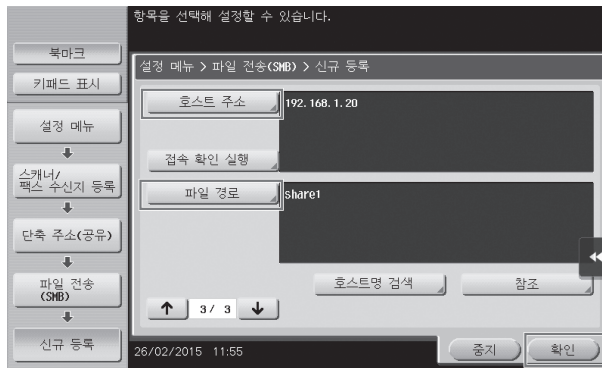 항목을 선택해 설정할 수 있습니다.
북마크
키패드 표시
설정 메뉴
스캐너/
팩스 수신지 등록
단축 주소(공유)
파일 전송
(SMB)
신규 등록
설정 메뉴 > 파일 전송(SMB) > 신규 등록
호스트 주소
192.168.1.20
접속 확인 실행
파일 경로
share1
호스트명 검색
참조
↑ 3/ 3 ↓
26/02/2015 11:55
중지
확인